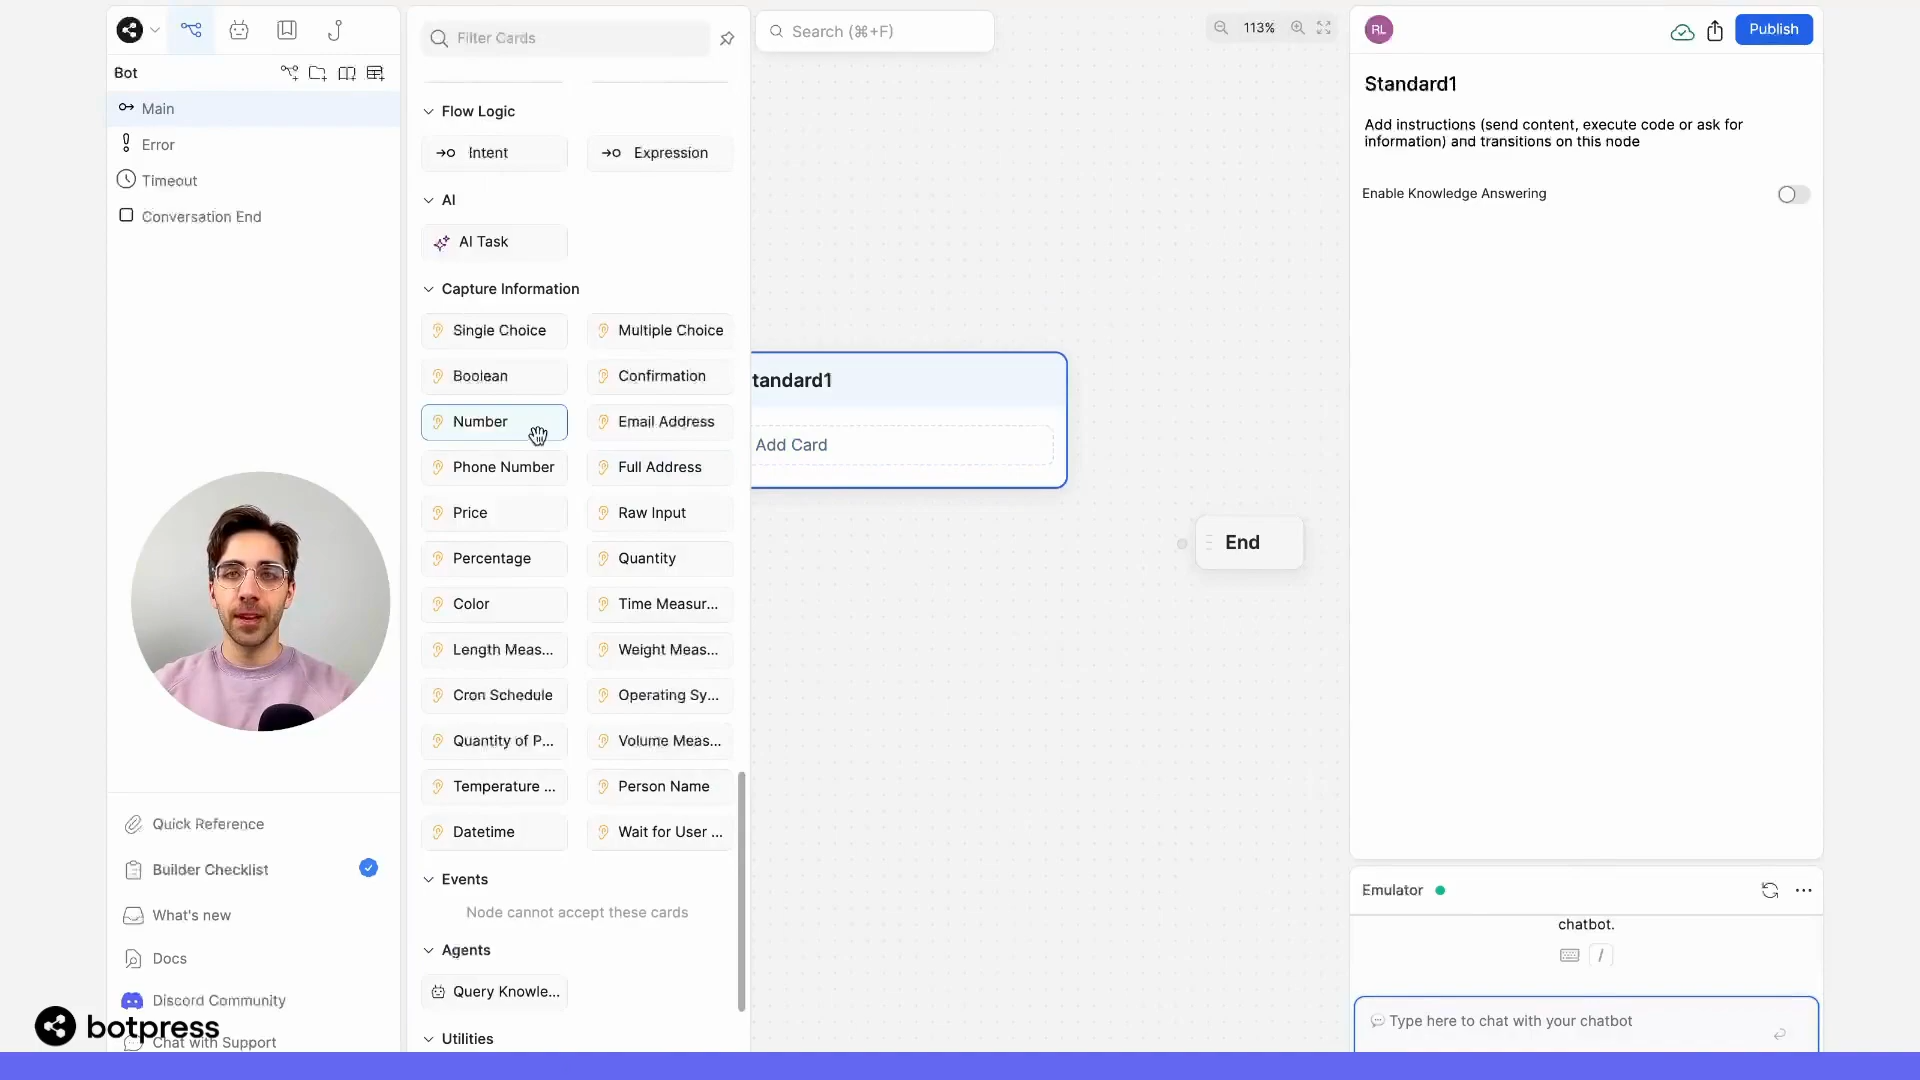 Bot
Main
Error
Timeout
Conversation End
Quick Reference
Builder Checklist
What's new
Docs
Discord Community
Chat with Support
botpress
Filter Cards
Flow Logic
Intent
Expression
AI
AI Task
Capture Information
Single Choice
Multiple Choice
Boolean
Confirmation
Number
Email Address
Phone Number
Full Address
Price
Raw Input
Percentage
Quantity
Color
Time Measur...
Length Meas...
Weight Meas...
Cron Schedule
Operating Sy...
Quantity of P...
Volume Meas...
Temperature ...
Person Name
Datetime
Wait for User ...
Events
Node cannot accept these cards
Agents
Query Knowle...
Utilities
Search (⌘+F)
113%
tandard1
Add Card
End
RL
Publish
Standard1
Add instructions (send content, execute code or ask for
information) and transitions on this node
Enable Knowledge Answering
Emulator
chatbot.
/
Type here to chat with your chatbot